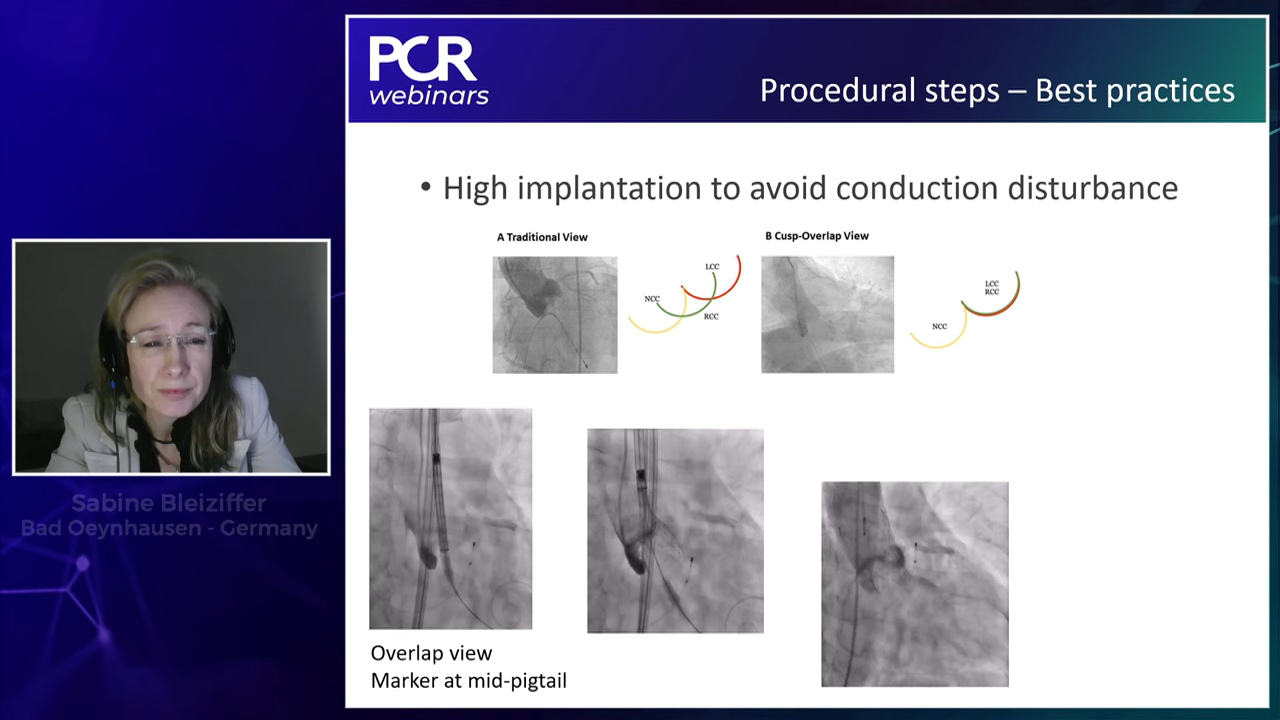 PCR
webinars
Procedural steps – Best practices
• High implantation to avoid conduction disturbance
A Traditional View
B Cusp-Overlap View
LCC
NCC
RCC
LCC
RCC
NCC
Sabine Bleiziffer
Bad Oeynhausen - Germany
Overlap view
Marker at mid-pigtail